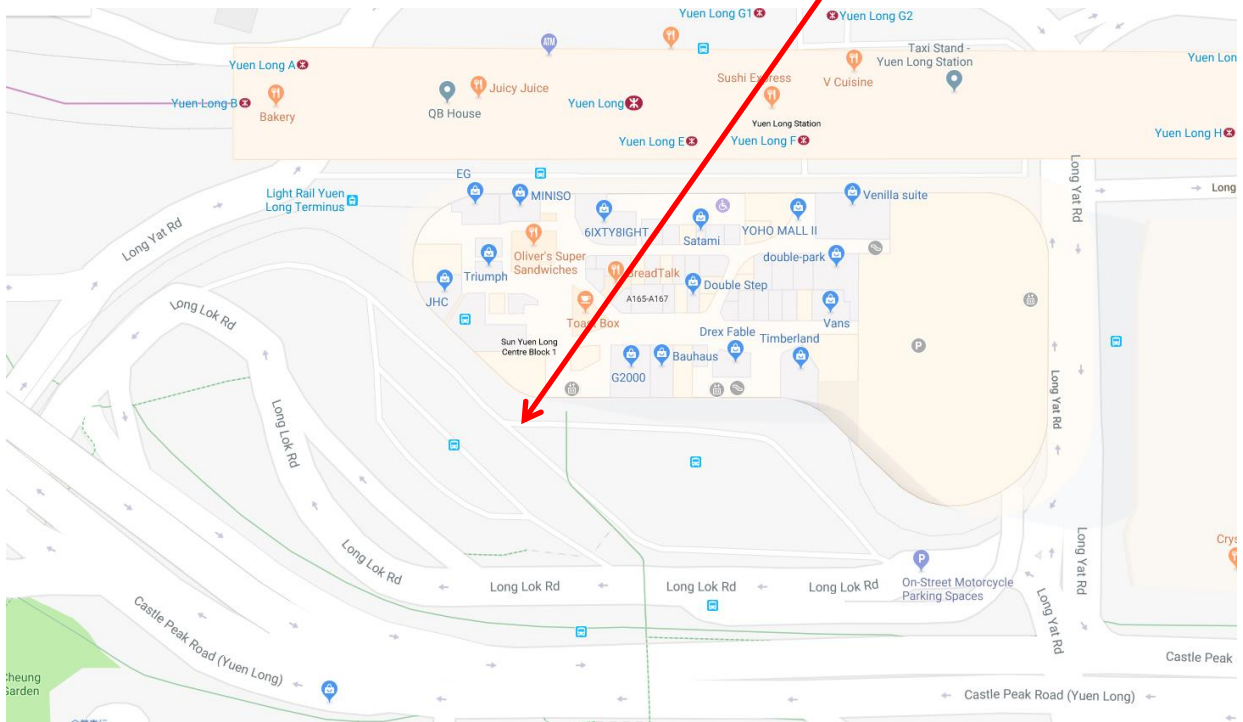 Yuen Long G1
Yuen Long G2
ATM
Taxi Stand -
Yuen Long Station
Yuen Lon
Yuen Long A
Sushi Express
V Cuisine
Juicy Juice
Yuen Long B
Yuen Long
QB House
Bakery
Yuen Long Station
Yuen Long E
Yuen Long F
Yuen Long H
Long Yat Rd
EG
MINISO
Light Rail Yuen
Long Terminus
Venilla suite
Long
6IXTY8IGHT
Satami
YOHO MALL II
Long Yat Rd
Oliver's Super
Sandwiches
double-park
Triumph
BreadTalk
Double Step
JHC
A165-A167
Long Lok Rd
Toast Box
Vans
Sun Yuen Long
Centre Block 1
Drex Fable
Timberland
Bauhaus
P
G2000
Long Yat Rd
Long Lok Rd
Long Lok Rd
Long Lok Rd
Long Lok Rd
Long Lok Rd
P
On-Street Motorcycle
Parking Spaces
Crys
Long Yat Rd
Long Yat Rd
Castle Peak Road (Yuen Long)
Castle Peak
Cheung
Garden
Castle Peak Road (Yuen Long)